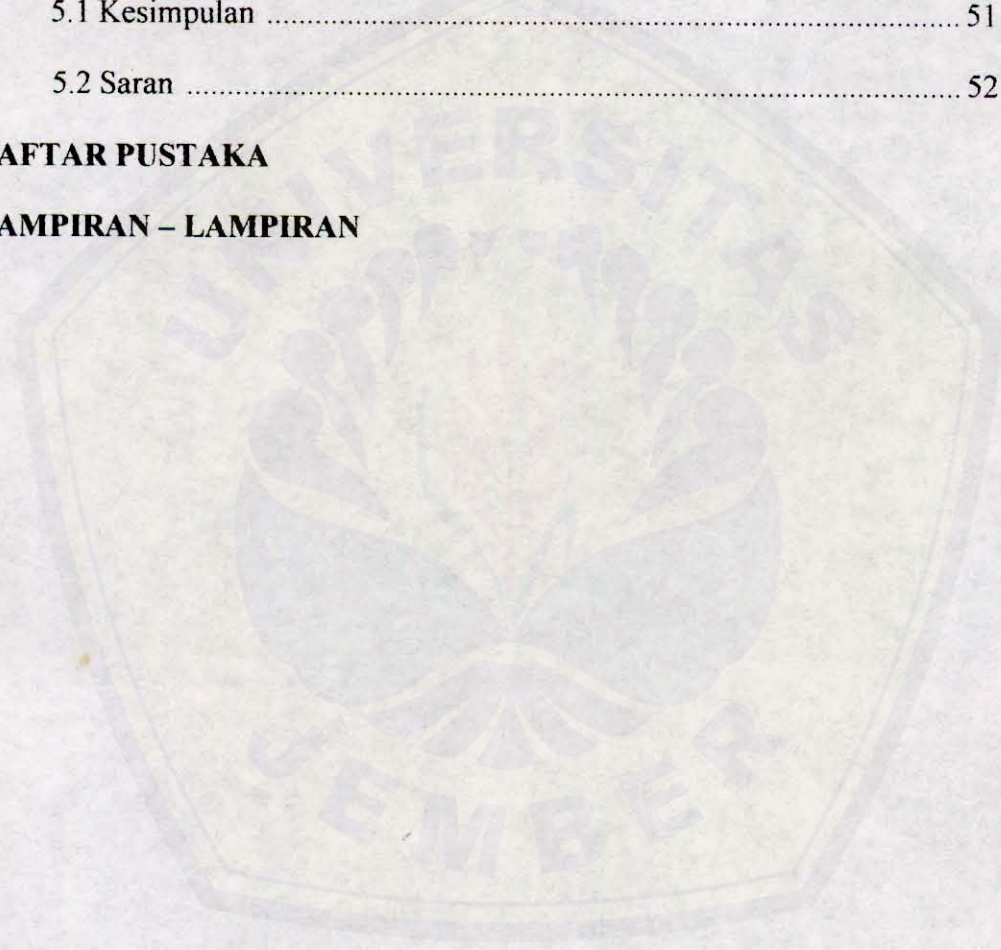 5.1 Kesimpulan ........................................................................................ 51
5.2 Saran .................................................................................................. 52
AFTAR PUSTAKA
AMPIRAN – LAMPIRAN
UNIVERSITAS
JEMBER